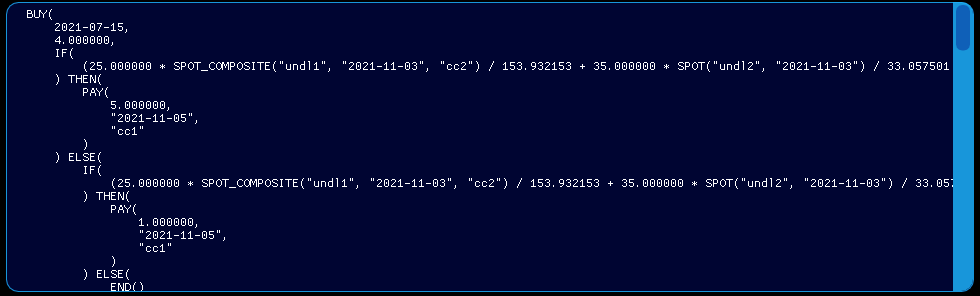 BUY(
2021-07-15,
4.000000,
IF(
(25.000000 * SPOT_COMPOSITE("undl1", "2021-11-03", "cc2") / 153.932153 + 35.000000 * SPOT("undl2", "2021-11-03") / 33.057501
) THEN(
PAY(
5.000000,
"2021-11-05",
"cc1"
)
) ELSE(
IF(
(25.000000 * SPOT_COMPOSITE("undl1", "2021-11-03", "cc2") / 153.932153 + 35.000000 * SPOT("undl2", "2021-11-03") / 33.057
) THEN(
PAY(
1.000000,
"2021-11-05",
"cc1"
)
) ELSE(
END()